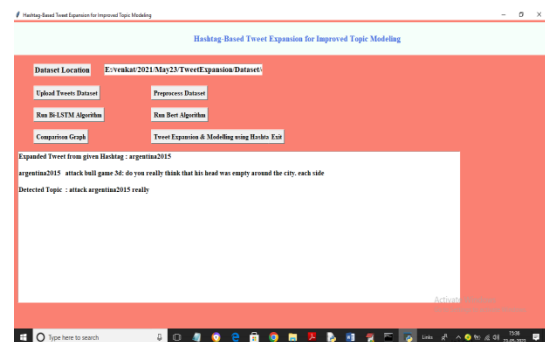 Hashtag-Based Tweet Expansion for Improved Topic Modeling
Hashtag-Based Tweet Expansion for Improved Topic Modeling
Dataset Location E:/venkat/2021/May23/TweetExpansion/Dataset\
Upload Tweets Dataset Preprocess Dataset
Run Bi-LSTM Algorithm Run Bert Algorithm
Comparison Graph Tweet Expansion & Modelling using Hashta Exit
Expanded Tweet from given Hashtag : argentina2015
argentina2015 attack bull game 3d: do you really think that his head was empty around the city. each side
Detected Topic : attack argentina2015 really
Type here to search Links 15:08